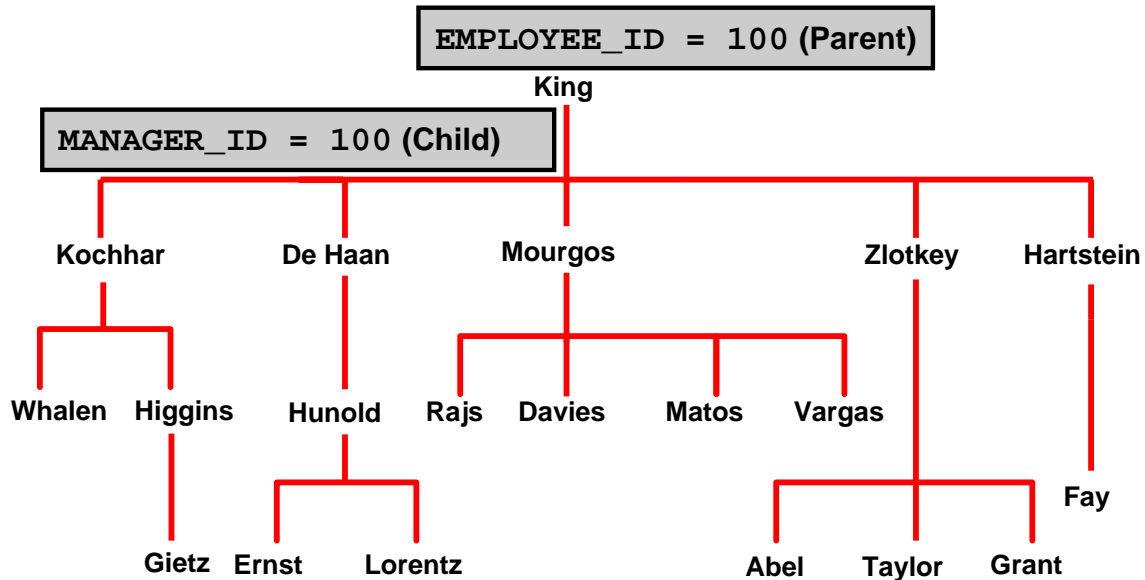 EMPLOYEE_ID = 100 (Parent)
King
MANAGER_ID = 100 (Child)
Kochhar De Haan Mourgos Zlotkey Hartstein
Whalen Higgins Hunold Rajs Davies Matos Vargas
Fay
Gietz Ernst Lorentz Abel Taylor Grant